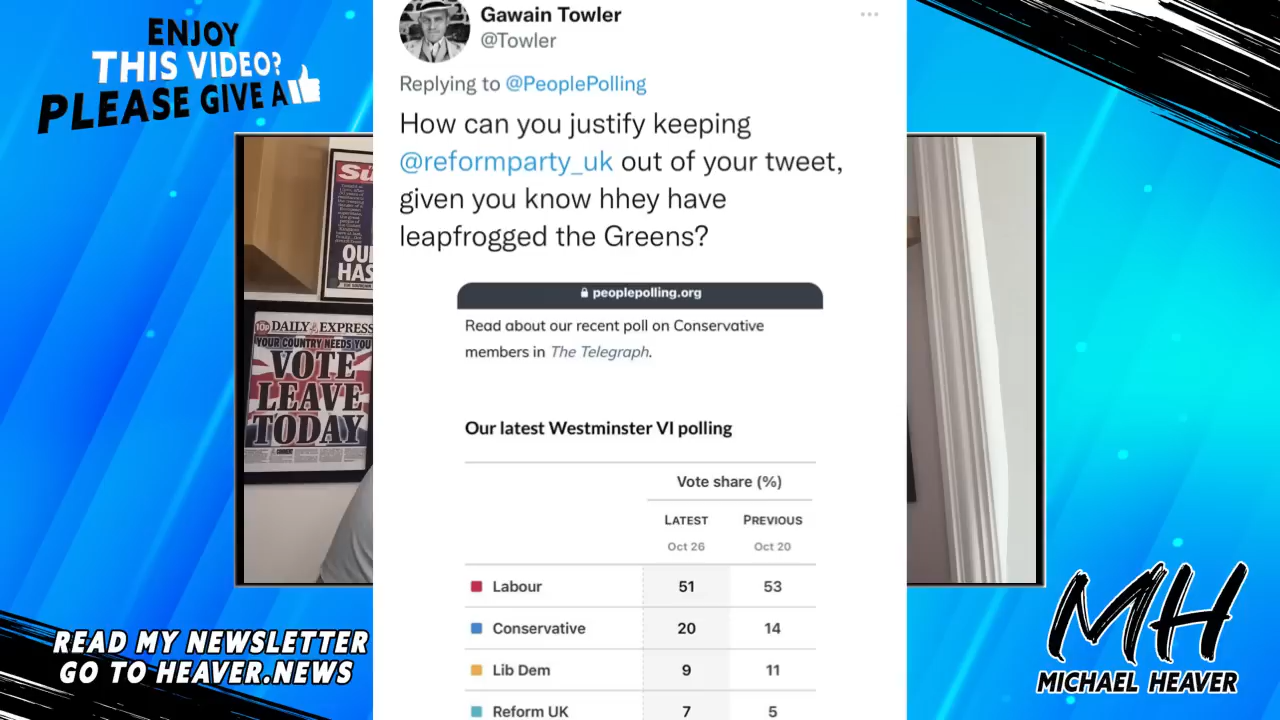 ENJOY
THIS VIDEO?
PLEASE GIVE A
Gawain Towler
@Towler
Replying to @PeoplePolling
How can you justify keeping
@reformparty_uk out of your tweet,
given you know hhey have
leapfrogged the Greens?
peoplepolling.org
Read about our recent poll on Conservative
members in The Telegraph.
Our latest Westminster VI polling
Vote share (%)
LATEST PREVIOUS
Oct 26 Oct 20
Labour 51 53
Conservative 20 14
Lib Dem 9 11
Reform UK 7 5
OU
HAS
10p DAILY EXPRESS
YOUR COUNTRY NEEDS YOU
VOTE
LEAVE
TODAY
READ MY NEWSLETTER
GO TO HEAVER.NEWS
MH
MICHAEL HEAVER